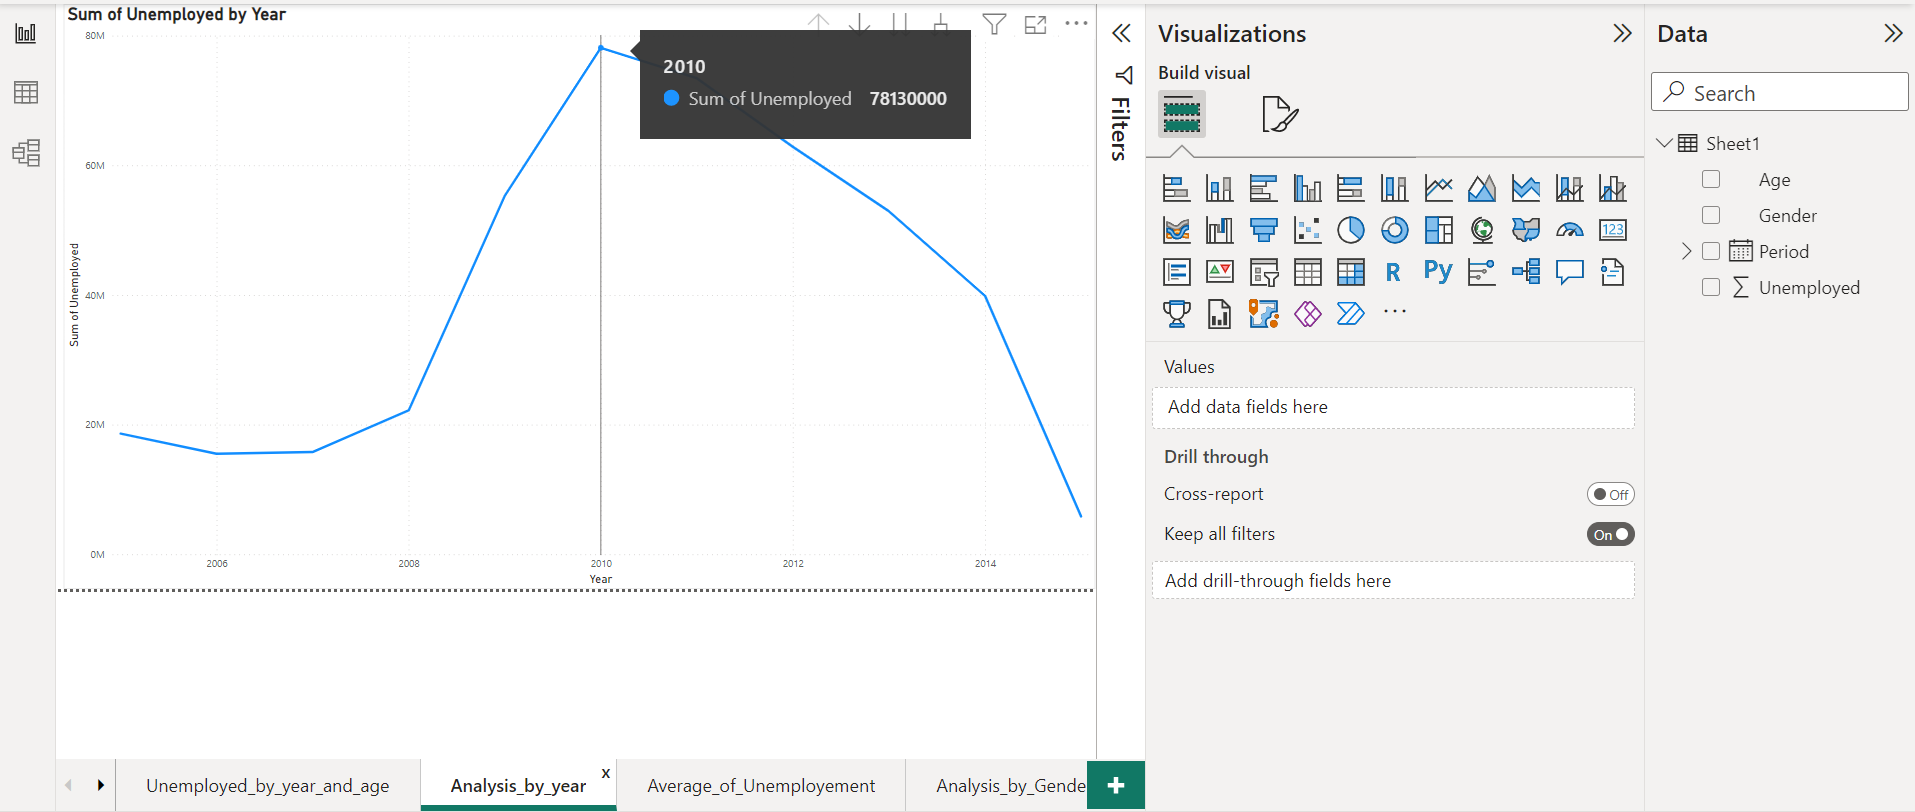 Sum of Unemployed by Year
80M
60M
40M
20M
0M
Sum of Unemployed
2006
2008
2010
2012
2014
Year
2010
Sum of Unemployed 78130000
Filters
Visualizations
Build visual
123
R
Py
Values
Add data fields here
Drill through
Cross-report
Off
Keep all filters
On
Add drill-through fields here
Data
Search
Sheet1
Age
Gender
Period
Unemployed
Unemployed_by_year_and_age
Analysis_by_year
x
Average_of_Unemployement
Analysis_by_Gende